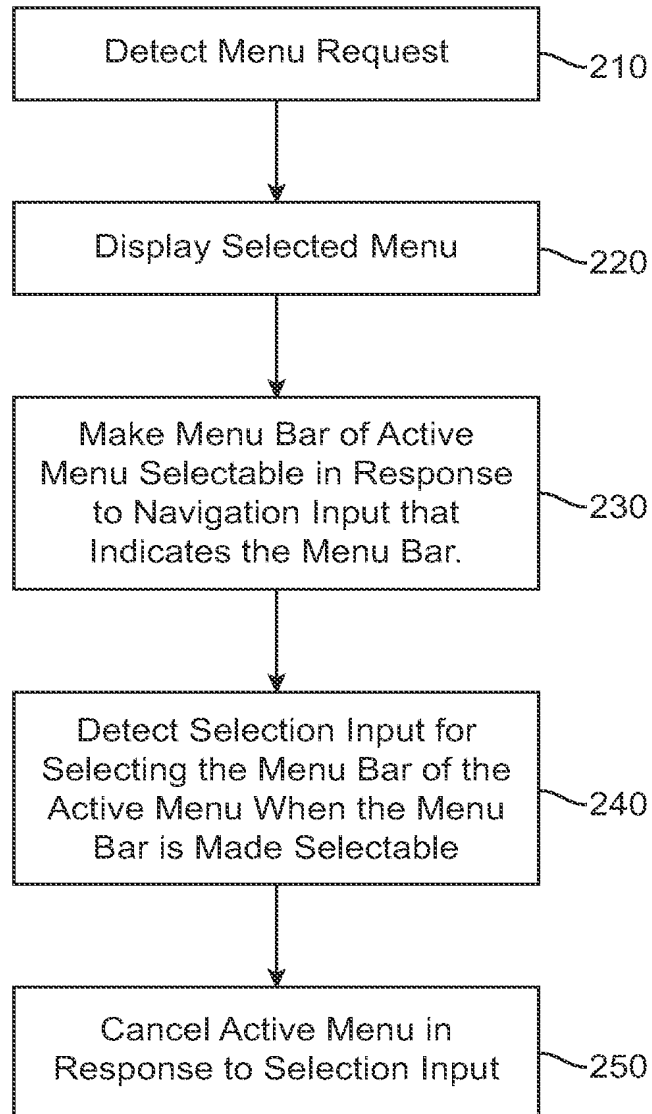 Detect Menu Request
210
Display Selected Menu
220
Make Menu Bar of Active
Menu Selectable in Response
to Navigation Input that
Indicates the Menu Bar.
230
Detect Selection Input for
Selecting the Menu Bar of the
Active Menu When the Menu
Bar is Made Selectable
240
Cancel Active Menu in
Response to Selection Input
250